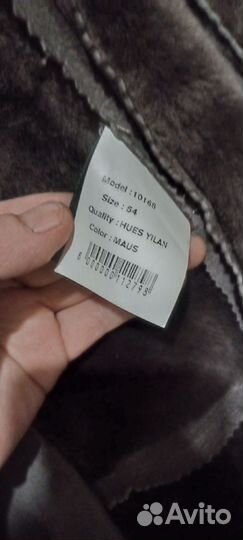 Model : 10168
Size : 54
Quality : HUES YILAN
Color : MAUS
Avito